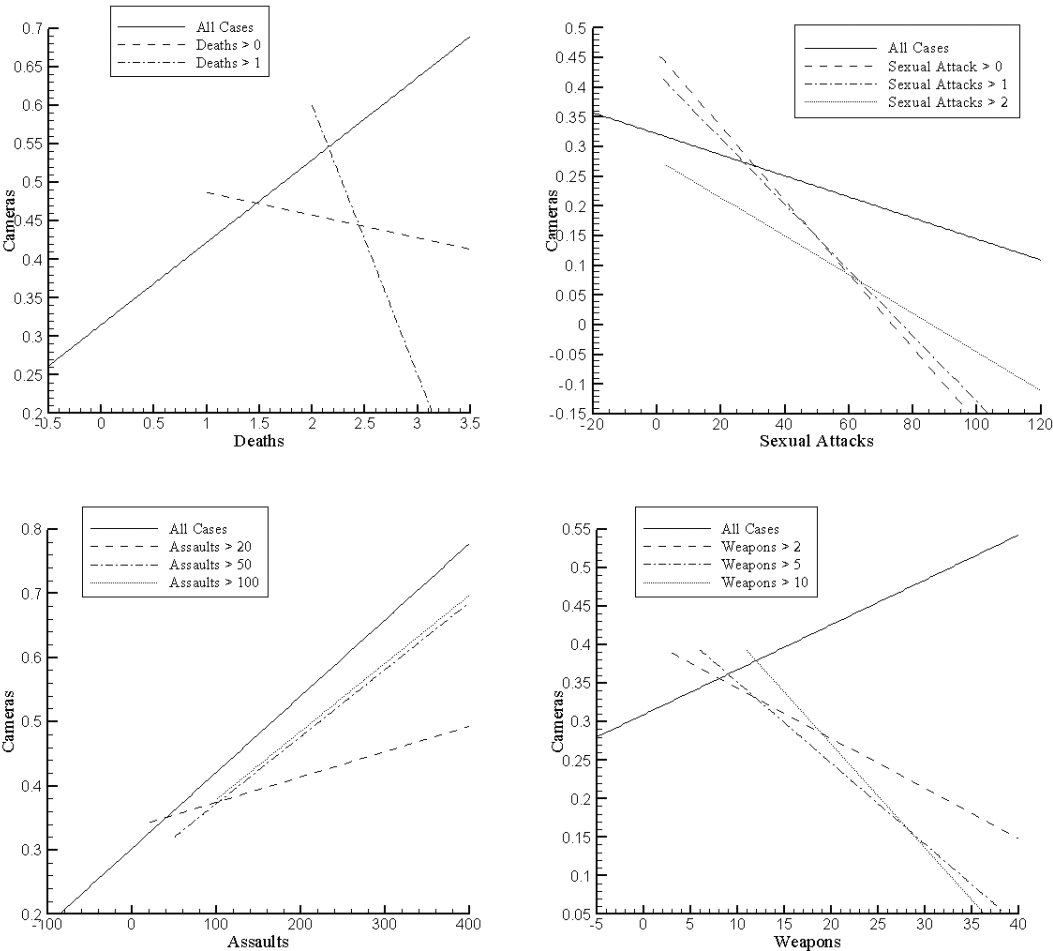 All Cases
Deaths > 0
Deaths > 1
0.7
0.65
0.6
0.55
0.5
0.45
0.4
0.35
0.3
0.25
0.2
Cameras
-0.5 0 0.5 1 1.5 2 2.5 3 3.5
Deaths
All Cases
Sexual Attack > 0
Sexual Attacks > 1
Sexual Attacks > 2
0.5
0.45
0.4
0.35
0.3
0.25
0.2
0.15
0.1
0.05
0
-0.05
-0.1
-0.15
Cameras
-20 0 20 40 60 80 100 120
Sexual Attacks
All Cases
Assaults > 20
Assaults > 50
Assaults > 100
0.8
0.7
0.6
0.5
0.4
0.3
0.2
Cameras
-100 0 100 200 300 400
Assaults
All Cases
Weapons > 2
Weapons > 5
Weapons > 10
0.55
0.5
0.45
0.4
0.35
0.3
0.25
0.2
0.15
0.1
0.05
Cameras
-5 0 5 10 15 20 25 30 35 40
Weapons